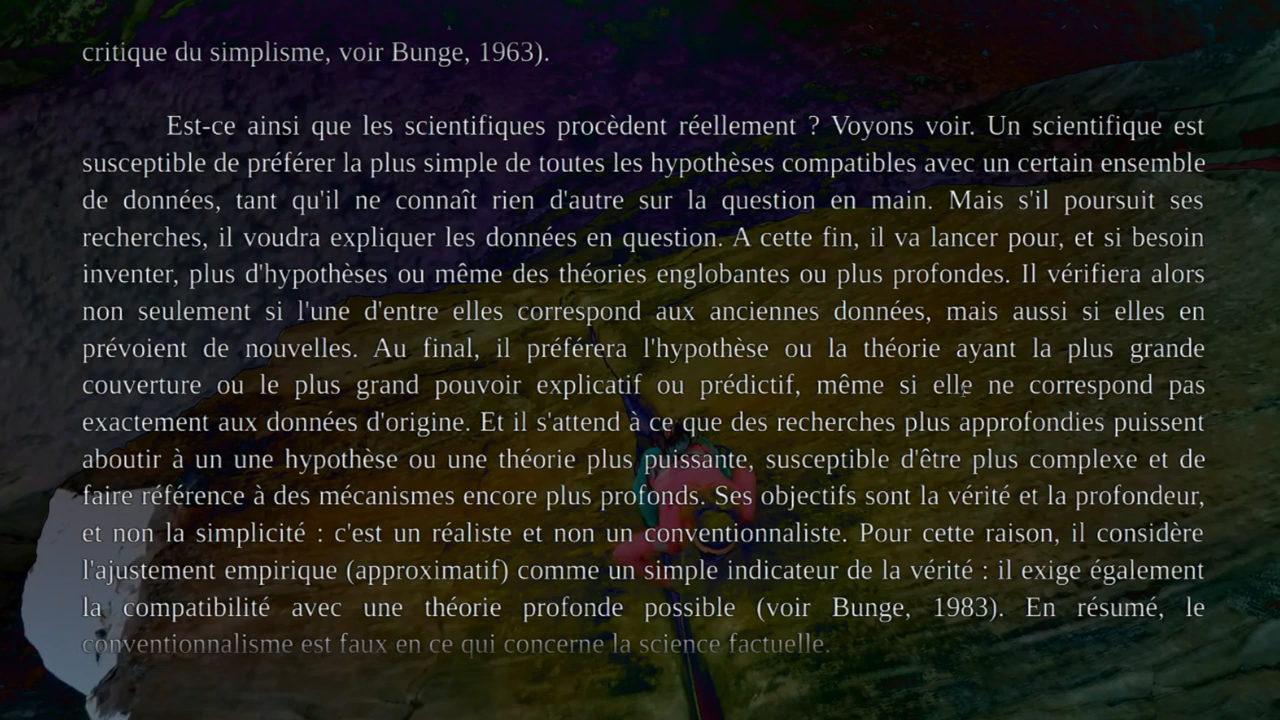 critique du simplisme, voir Bunge, 1963).
Est-ce ainsi que les scientifiques procèdent réellement ? Voyons voir. Un scientifique est
susceptible de préférer la plus simple de toutes les hypothèses compatibles avec un certain ensemble
de données, tant qu'il ne connaît rien d'autre sur la question en main. Mais s'il poursuit ses
recherches, il voudra expliquer les données en question. A cette fin, il va lancer pour, et si besoin
inventer, plus d'hypothèses ou même des théories englobantes ou plus profondes. Il vérifiera alors
non seulement si l'une d'entre elles correspond aux anciennes données, mais aussi si elles en
prévoient de nouvelles. Au final, il préférera l'hypothèse ou la théorie ayant la plus grande
couverture ou le plus grand pouvoir explicatif ou prédictif, même si elle ne correspond pas
exactement aux données d'origine. Et il s'attend à ce que des recherches plus approfondies puissent
aboutir à un une hypothèse ou une théorie plus puissante, susceptible d'être plus complexe et de
faire référence à des mécanismes encore plus profonds. Ses objectifs sont la vérité et la profondeur,
et non la simplicité : c'est un réaliste et non un conventionnaliste. Pour cette raison, il considère
l'ajustement empirique (approximatif) comme un simple indicateur de la vérité : il exige également
la compatibilité avec une théorie profonde possible (voir Bunge, 1983). En résumé, le
conventionnalisme est faux en ce qui concerne la science factuelle.